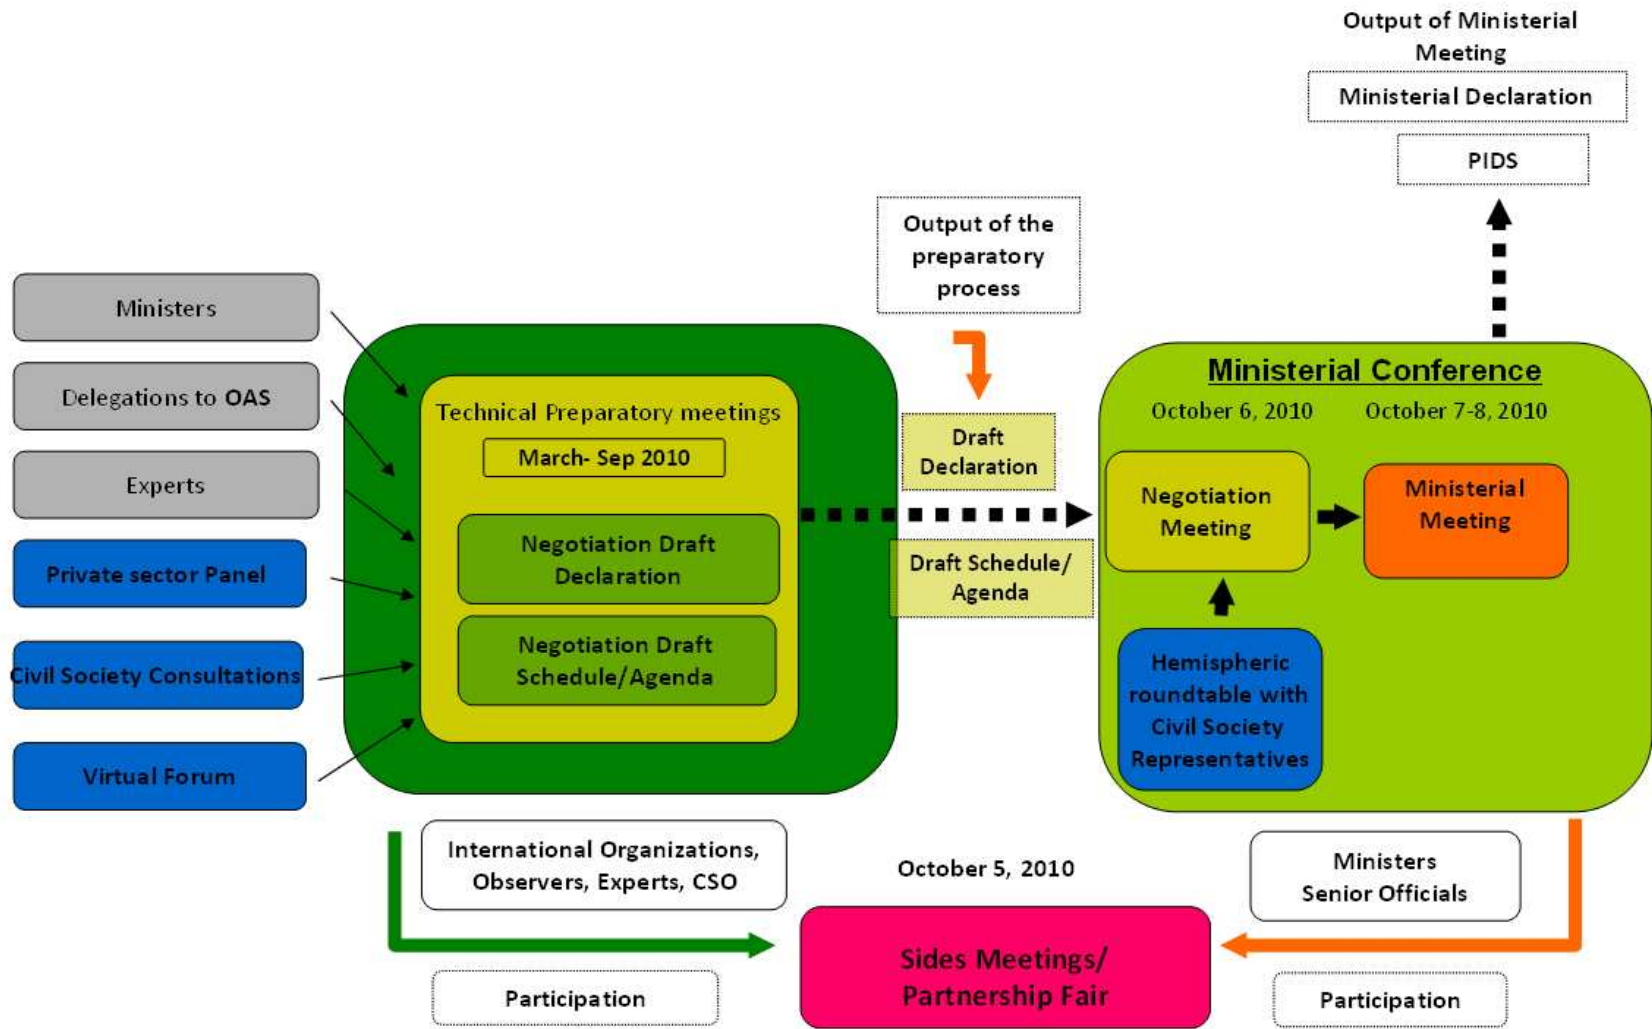 Output of Ministerial
Meeting
Ministerial Declaration
PIDS
Output of the
preparatory
process
Ministers
Delegations to OAS
Experts
Private sector Panel
Civil Society Consultations
Virtual Forum
Technical Preparatory meetings
March- Sep 2010
Negotiation Draft
Declaration
Negotiation Draft
Schedule/Agenda
Draft
Declaration
Draft Schedule/
Agenda
Ministerial Conference
October 6, 2010
October 7-8, 2010
Negotiation
Meeting
Ministerial
Meeting
Hemispheric
roundtable with
Civil Society
Representatives
International Organizations,
Observers, Experts, CSO
Participation
October 5, 2010
Sides Meetings/
Partnership Fair
Ministers
Senior Officials
Participation